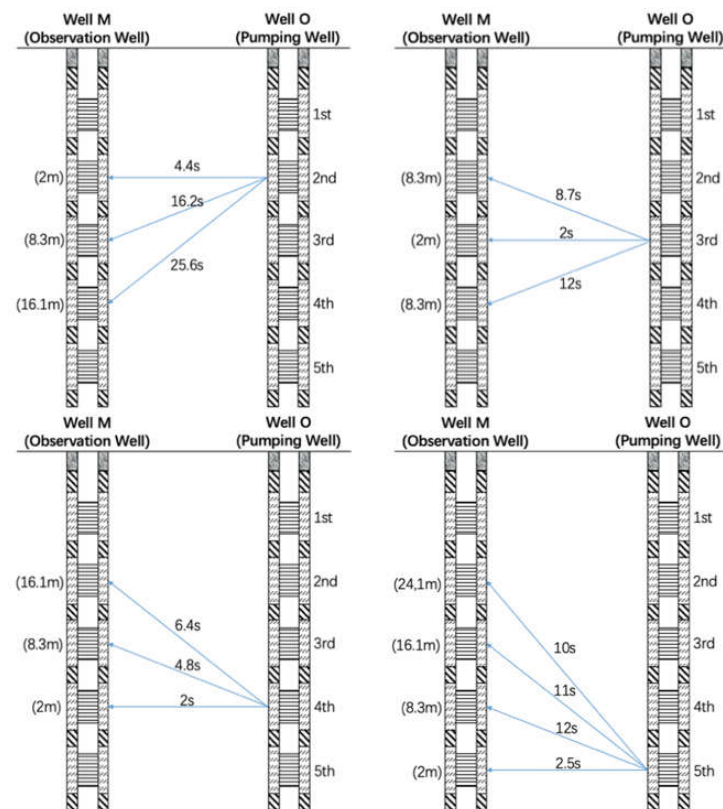 Well M
(Observation Well)
Well O
(Pumping Well)
1st
4.4s
(2m)
2nd
16.2s
(8.3m)
3rd
25.6s
(16.1m)
4th
5th
Well M
(Observation Well)
Well O
(Pumping Well)
1st
(8.3m)
2nd
8.7s
(2m)
2s
3rd
12s
(8.3m)
4th
5th
Well M
(Observation Well)
Well O
(Pumping Well)
1st
(16.1m)
2nd
6.4s
(8.3m)
3rd
4.8s
(2m)
2s
4th
5th
Well M
(Observation Well)
Well O
(Pumping Well)
1st
(24,1m)
2nd
10s
(16.1m)
3rd
11s
(8.3m)
4th
12s
(2m)
2.5s
5th